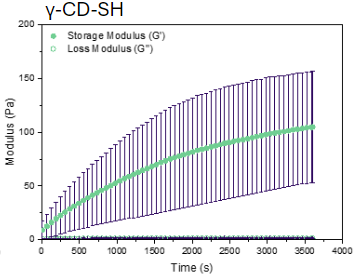 γ-CD-SH
Storage Modulus (G')
Loss Modulus (G'')
200
150
100
50
0
Modulus (Pa)
0 500 1000 1500 2000 2500 3000 3500 4000
Time (s)